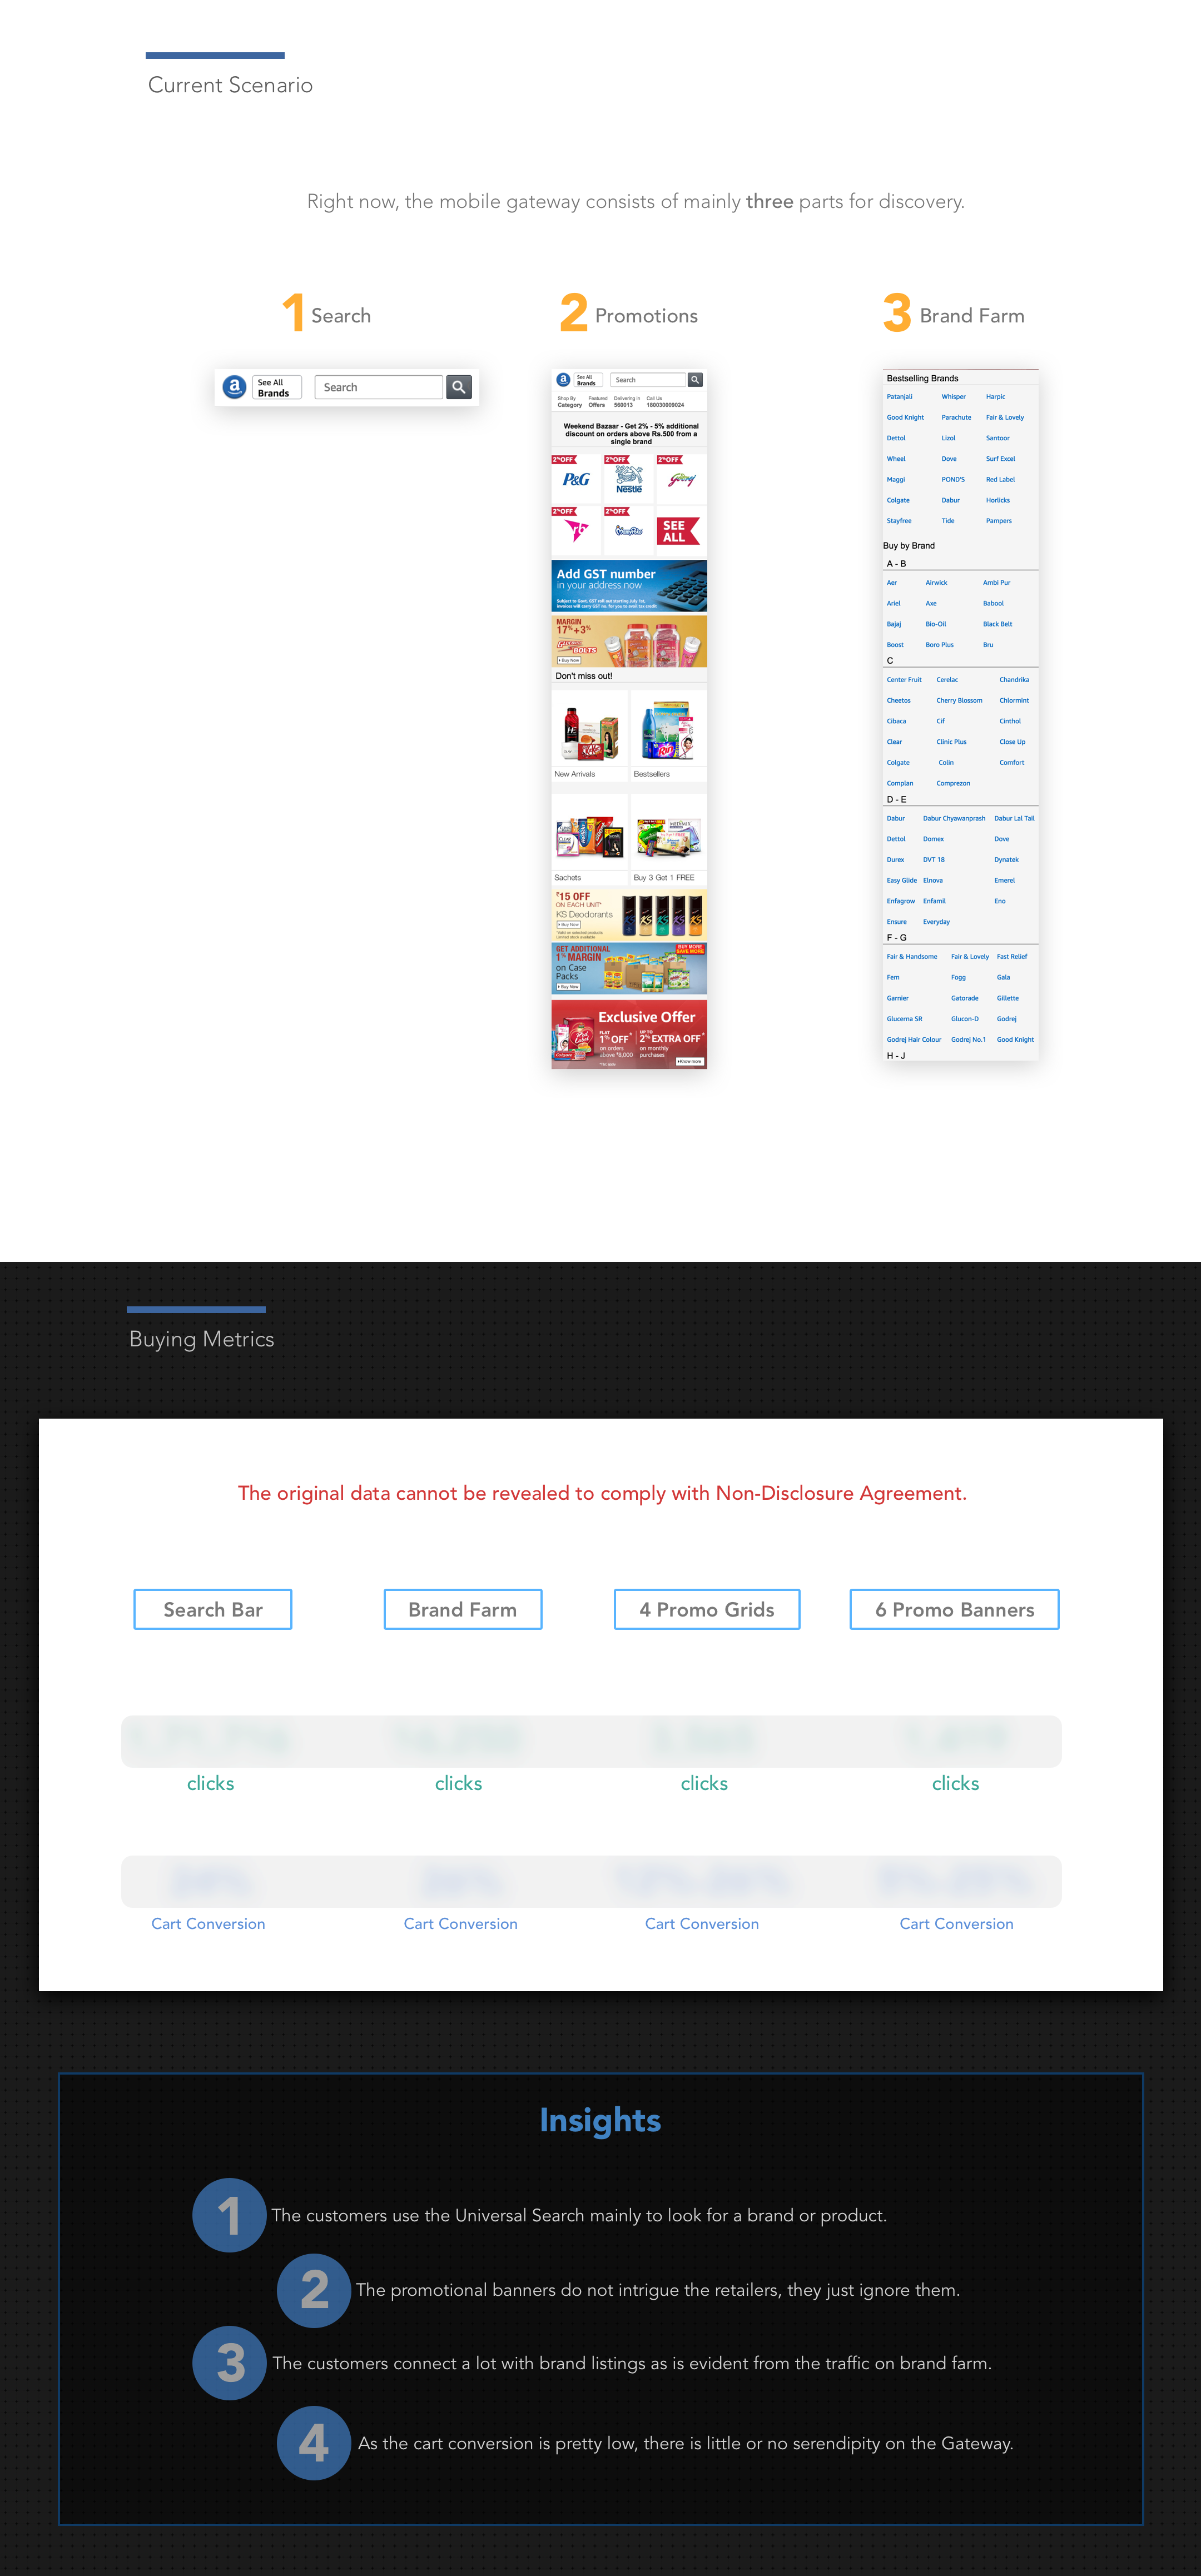 Current Scenario
Right now, the mobile gateway consists of mainly three parts for discovery.
1 Search
2 Promotions
3 Brand Farm
a
See All
Brands
Search
a
See All
Brands
Search
Shop By Featured Delivering in Call Us
Category Offers 560013 180030009024
Weekend Bazaar - Get 2% - 5% additional
discount on orders above Rs.500 from a
single brand
2%OFF 2%OFF 2%OFF
P&G Nestle Godrej
2%OFF 2%OFF
SEE
ALL
Add GST number
in your address now
MARGIN
17%+3%
BOLTS
Buy Now
Don't miss out!
New Arrivals Bestsellers
Sachets Buy 3 Get 1 FREE
₹15 OFF
ON EACH UNIT*
KS Deodorants
Buy Now
GET ADDITIONAL
1% MARGIN
on Case
Packs
Buy Now
BUY MORE
SAVE MORE
Exclusive Offer
FLAT
1% OFF*
on orders
above ₹8,000
UP TO
2% EXTRA OFF*
on monthly
purchases
Know more
Bestselling Brands
Patanjali Whisper Harpic
Good Knight Parachute Fair & Lovely
Dettol Lizol Santoor
Wheel Dove Surf Excel
Maggi POND'S Red Label
Colgate Dabur Horlicks
Stayfree Tide Pampers
Buy by Brand
A - B
Aer Airwick Ambi Pur
Ariel Axe Babool
Bajaj Bio-Oil Black Belt
Boost Boro Plus Bru
C
Center Fruit Cerelac Chandrika
Cheetos Cherry Blossom Chlormint
Cibaca Cif Cinthol
Clear Clinic Plus Close Up
Colgate Colin Comfort
Complan Comprezon
D - E
Dabur Dabur Chyawanprash Dabur Lal Tail
Dettol Domex Dove
Durex DVT 18 Dynatek
Easy Glide Elnova Emerel
Enfagrow Enfamil Eno
Ensure Everyday
F - G
Fair & Handsome Fair & Lovely Fast Relief
Fem Fogg Gala
Garnier Gatorade Gillette
Glucerna SR Glucon-D Godrej
Godrej Hair Colour Godrej No.1 Good Knight
H - J
Buying Metrics
The original data cannot be revealed to comply with Non-Disclosure Agreement.
Search Bar Brand Farm 4 Promo Grids 6 Promo Banners
clicks clicks clicks clicks
Cart Conversion Cart Conversion Cart Conversion Cart Conversion
Insights
1 The customers use the Universal Search mainly to look for a brand or product.
2 The promotional banners do not intrigue the retailers, they just ignore them.
3 The customers connect a lot with brand listings as is evident from the traffic on brand farm.
4 As the cart conversion is pretty low, there is little or no serendipity on the Gateway.